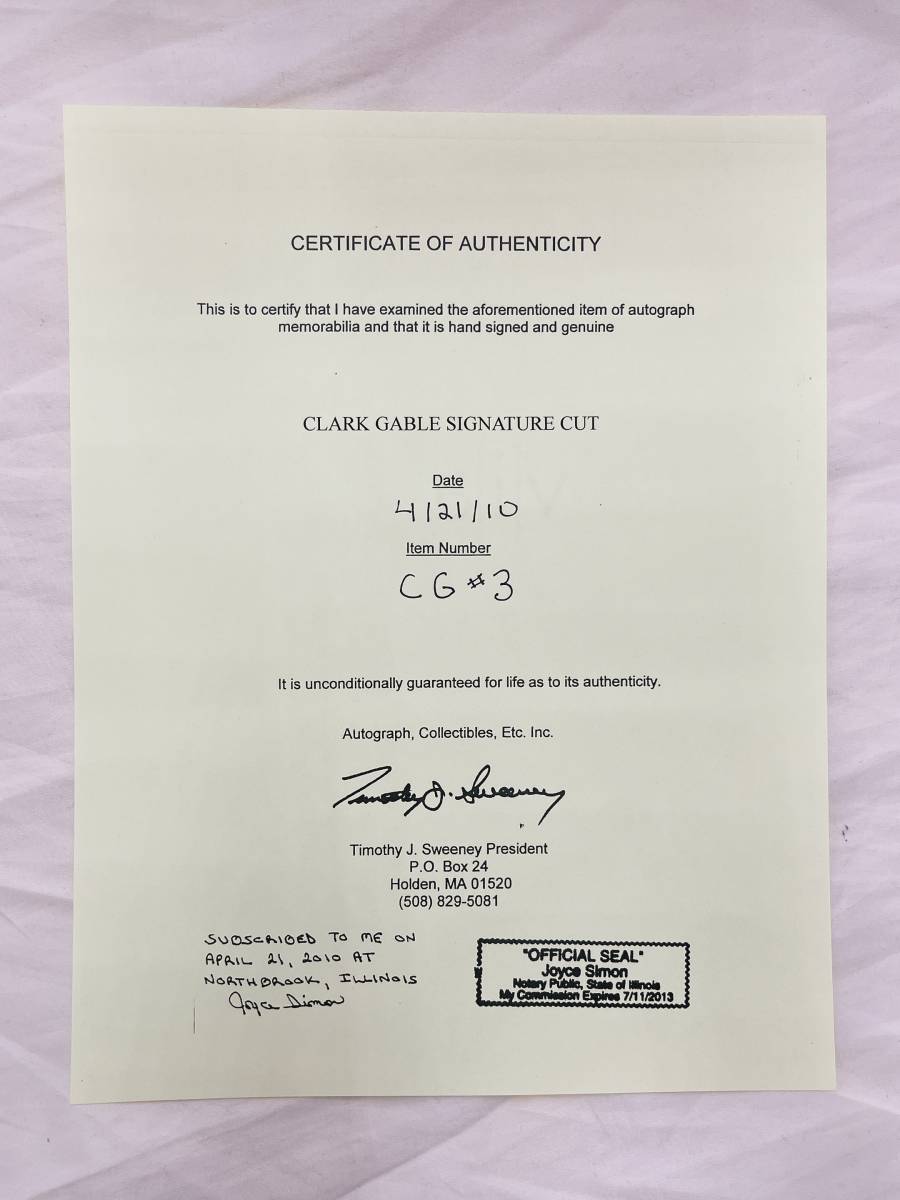 CERTIFICATE OF AUTHENTICITY
This is to certify that I have examined the aforementioned item of autograph
memorabilia and that it is hand signed and genuine
CLARK GABLE SIGNATURE CUT
Date
4/21/10
Item Number
CG#3
It is unconditionally guaranteed for life as to its authenticity.
Autograph, Collectibles, Etc. Inc.
Timothy J. Sweeney
Timothy J. Sweeney President
P.O. Box 24
Holden, MA 01520
(508) 829-5081
SUBSCRIBED TO ME ON
APRIL 21, 2010 AT
NORTHBROOK, ILLINOIS
Joyce Simon
"OFFICIAL SEAL"
Joyce Simon
Notary Public, State of Illinois
My Commission Expires 7/11/2013